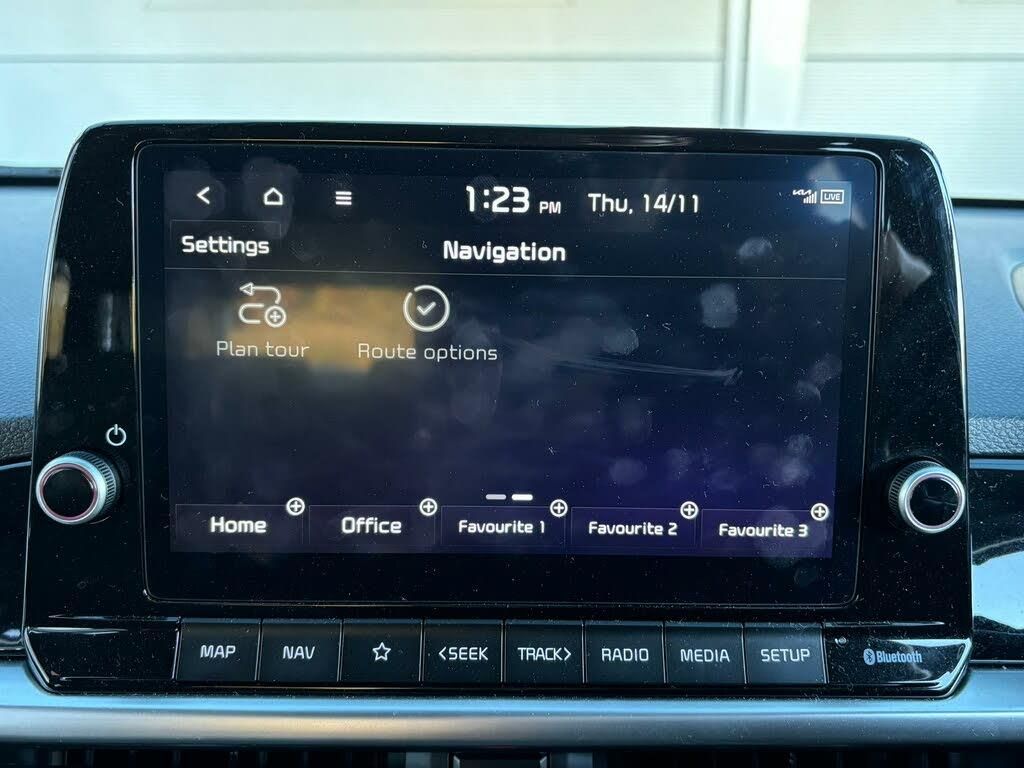 1:23 PM Thu, 14/11 KIA LIVE
Settings
Navigation
Plan tour
Route options
Home
Office
Favourite 1
Favourite 2
Favourite 3
MAP
NAV
<SEEK
TRACK>
RADIO
MEDIA
SETUP
Bluetooth